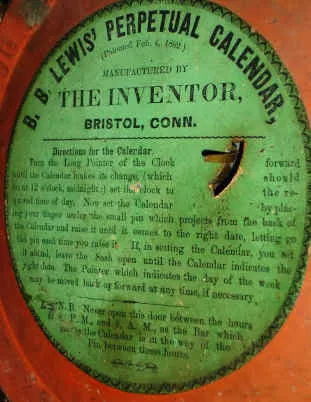 B. B. LEWIS' PERPETUAL CALENDAR,
(Patented Feb. 4, 1862.)
MANUFACTURED BY
THE INVENTOR,
BRISTOL, CONN.
Directions for the Calendar.
Turn the Long Pointer of the Clock forward
until the Calendar makes its change, (which should
be at 12 o'clock, midnight;) set the clock to the re-
quired time of day. Now set the Calendar by plac-
ing your finger under the small pin which projects from the back of
the Calendar and raise it until it comes to the right date, letting go
the pin each time you raise it. If, in setting the Calendar, you set
it ahead, leave the Sash open until the Calendar indicates the
right date. The Pointer which indicates the day of the week
may be moved back or forward at any time, if necessary.
N.B. Never open this door between the hours
P. M., and A. M., as the Bar which
the Calendar is in the way of the
Pin between those hours.